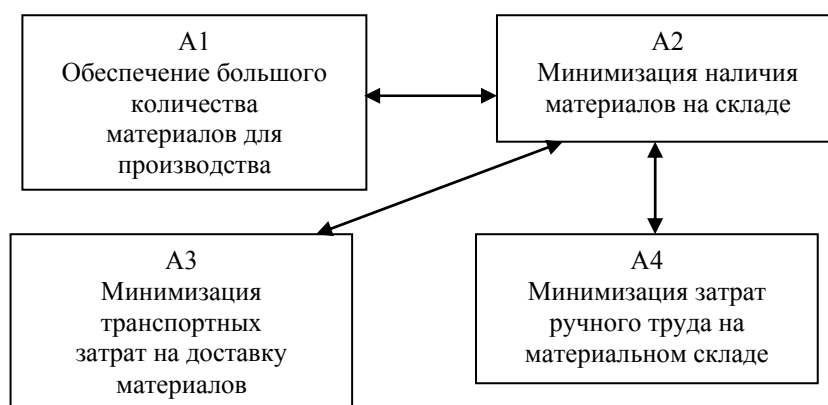 А1
Обеспечение большого
количества
материалов для
производства
А2
Минимизация наличия
материалов на складе
А3
Минимизация
транспортных
затрат на доставку
материалов
А4
Минимизация затрат
ручного труда на
материальном складе